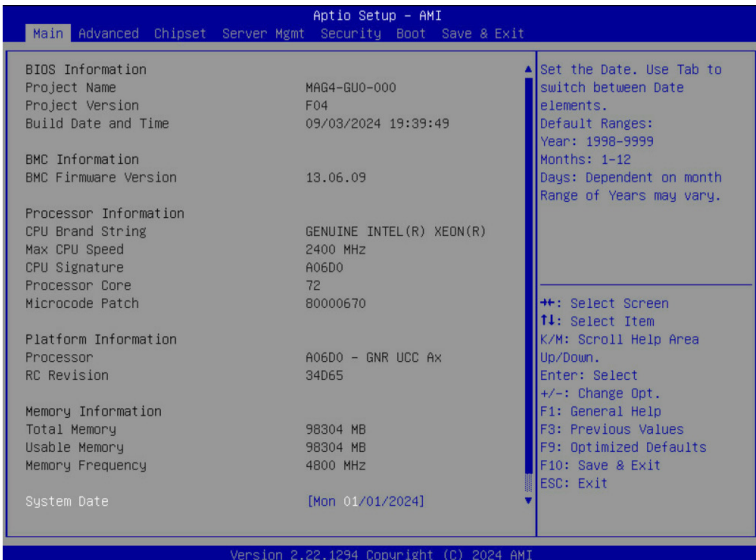 Aptio Setup - AMI
Main Advanced Chipset Server Mgmt Security Boot Save & Exit
BIOS Information
Project Name MAG4-GU0-000
Project Version F04
Build Date and Time 09/03/2024 19:39:49
BMC Information
BMC Firmware Version 13.06.09
Processor Information
CPU Brand String GENUINE INTEL(R) XEON(R)
Max CPU Speed 2400 MHz
CPU Signature A06D0
Processor Core 72
Microcode Patch 80000670
Platform Information
Processor A06D0 - GNR UCC Ax
RC Revision 34D65
Memory Information
Total Memory 98304 MB
Usable Memory 98304 MB
Memory Frequency 4800 MHz
System Date [Mon 01/01/2024]
Set the Date. Use Tab to
switch between Date
elements.
Default Ranges:
Year: 1998-9999
Months: 1-12
Days: Dependent on month
Range of Years may vary.
→←: Select Screen
↑↓: Select Item
K/M: Scroll Help Area
Up/Down.
Enter: Select
+/-: Change Opt.
F1: General Help
F3: Previous Values
F9: Optimized Defaults
F10: Save & Exit
ESC: Exit
Version 2.22.1294 Copyright (C) 2024 AMI